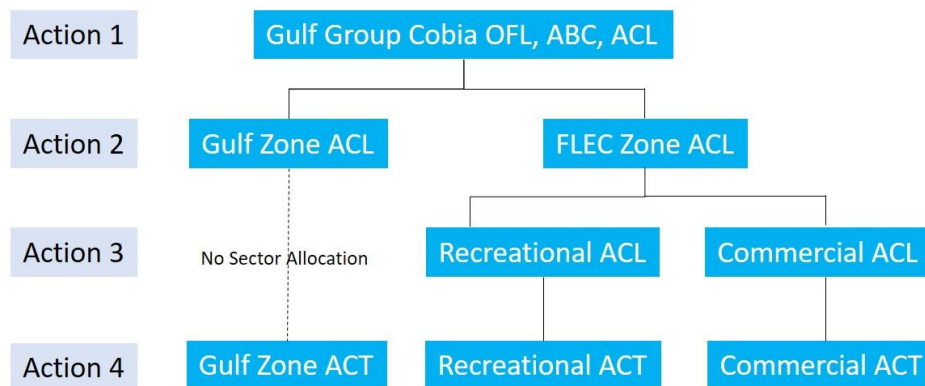 Action 1
Gulf Group Cobia OFL, ABC, ACL
Action 2
Gulf Zone ACL
FLEC Zone ACL
Action 3
No Sector Allocation
Recreational ACL
Commercial ACL
Action 4
Gulf Zone ACT
Recreational ACT
Commercial ACT